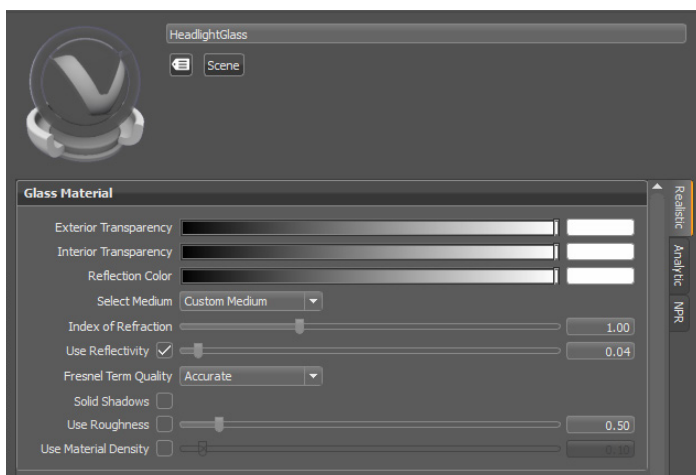 HeadlightGlass
Scene
Glass Material
Exterior Transparency
Interior Transparency
Reflection Color
Select Medium Custom Medium
Index of Refraction 1.00
Use Reflectivity 0.04
Fresnel Term Quality Accurate
Solid Shadows
Use Roughness 0.50
Use Material Density 0.10
Realistic
Analytic
NPR